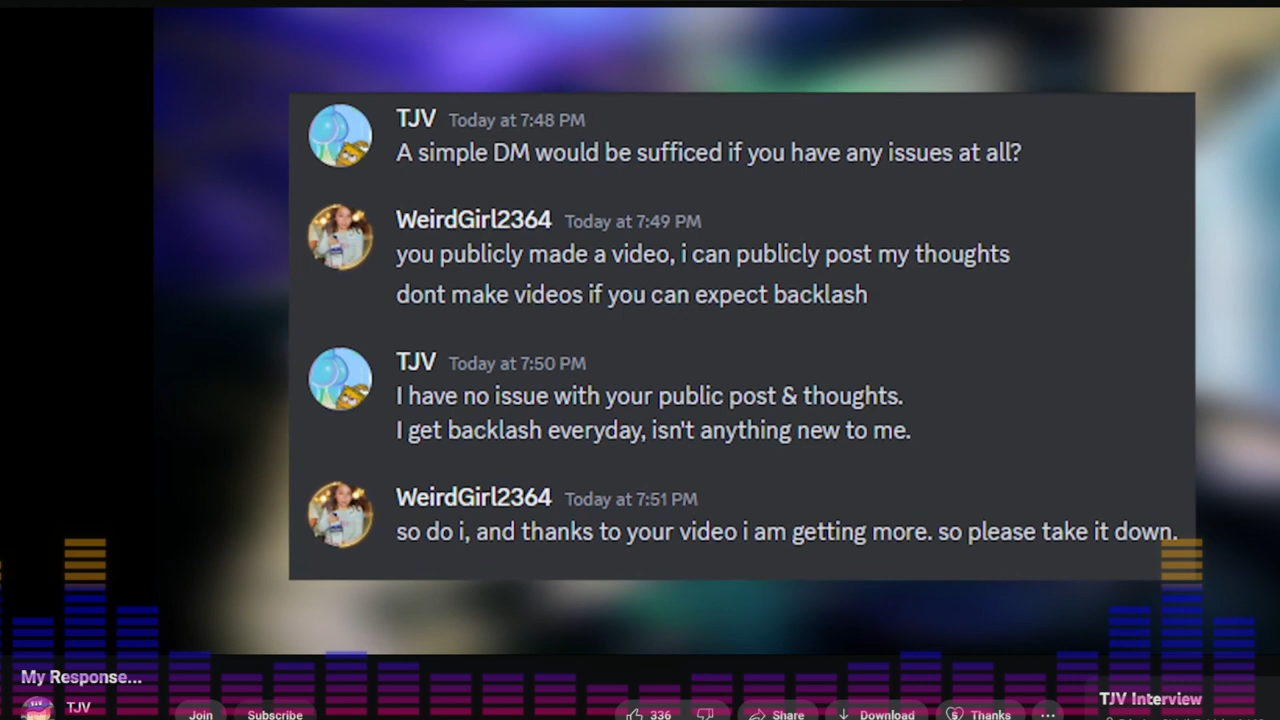 TJV Today at 7:48 PM
A simple DM would be sufficed if you have any issues at all?
WeirdGirl2364 Today at 7:49 PM
you publicly made a video, i can publicly post my thoughts
dont make videos if you can expect backlash
TJV Today at 7:50 PM
I have no issue with your public post & thoughts.
I get backlash everyday, isn't anything new to me.
WeirdGirl2364 Today at 7:51 PM
so do i, and thanks to your video i am getting more. so please take it down.
My Response...
TJV
Join Subscribe 336 Share Download Thanks ...
TJV Interview